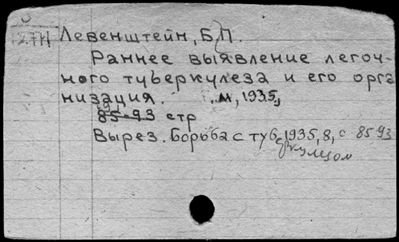 Левенштейн, Б.П.
Раннее выявление легоч-
ного туберкулеза и его орга
низация. м, 1935,
85-93 стр
Вырез. Борьба с туб 1935, 8, с 85 93
еркулезом